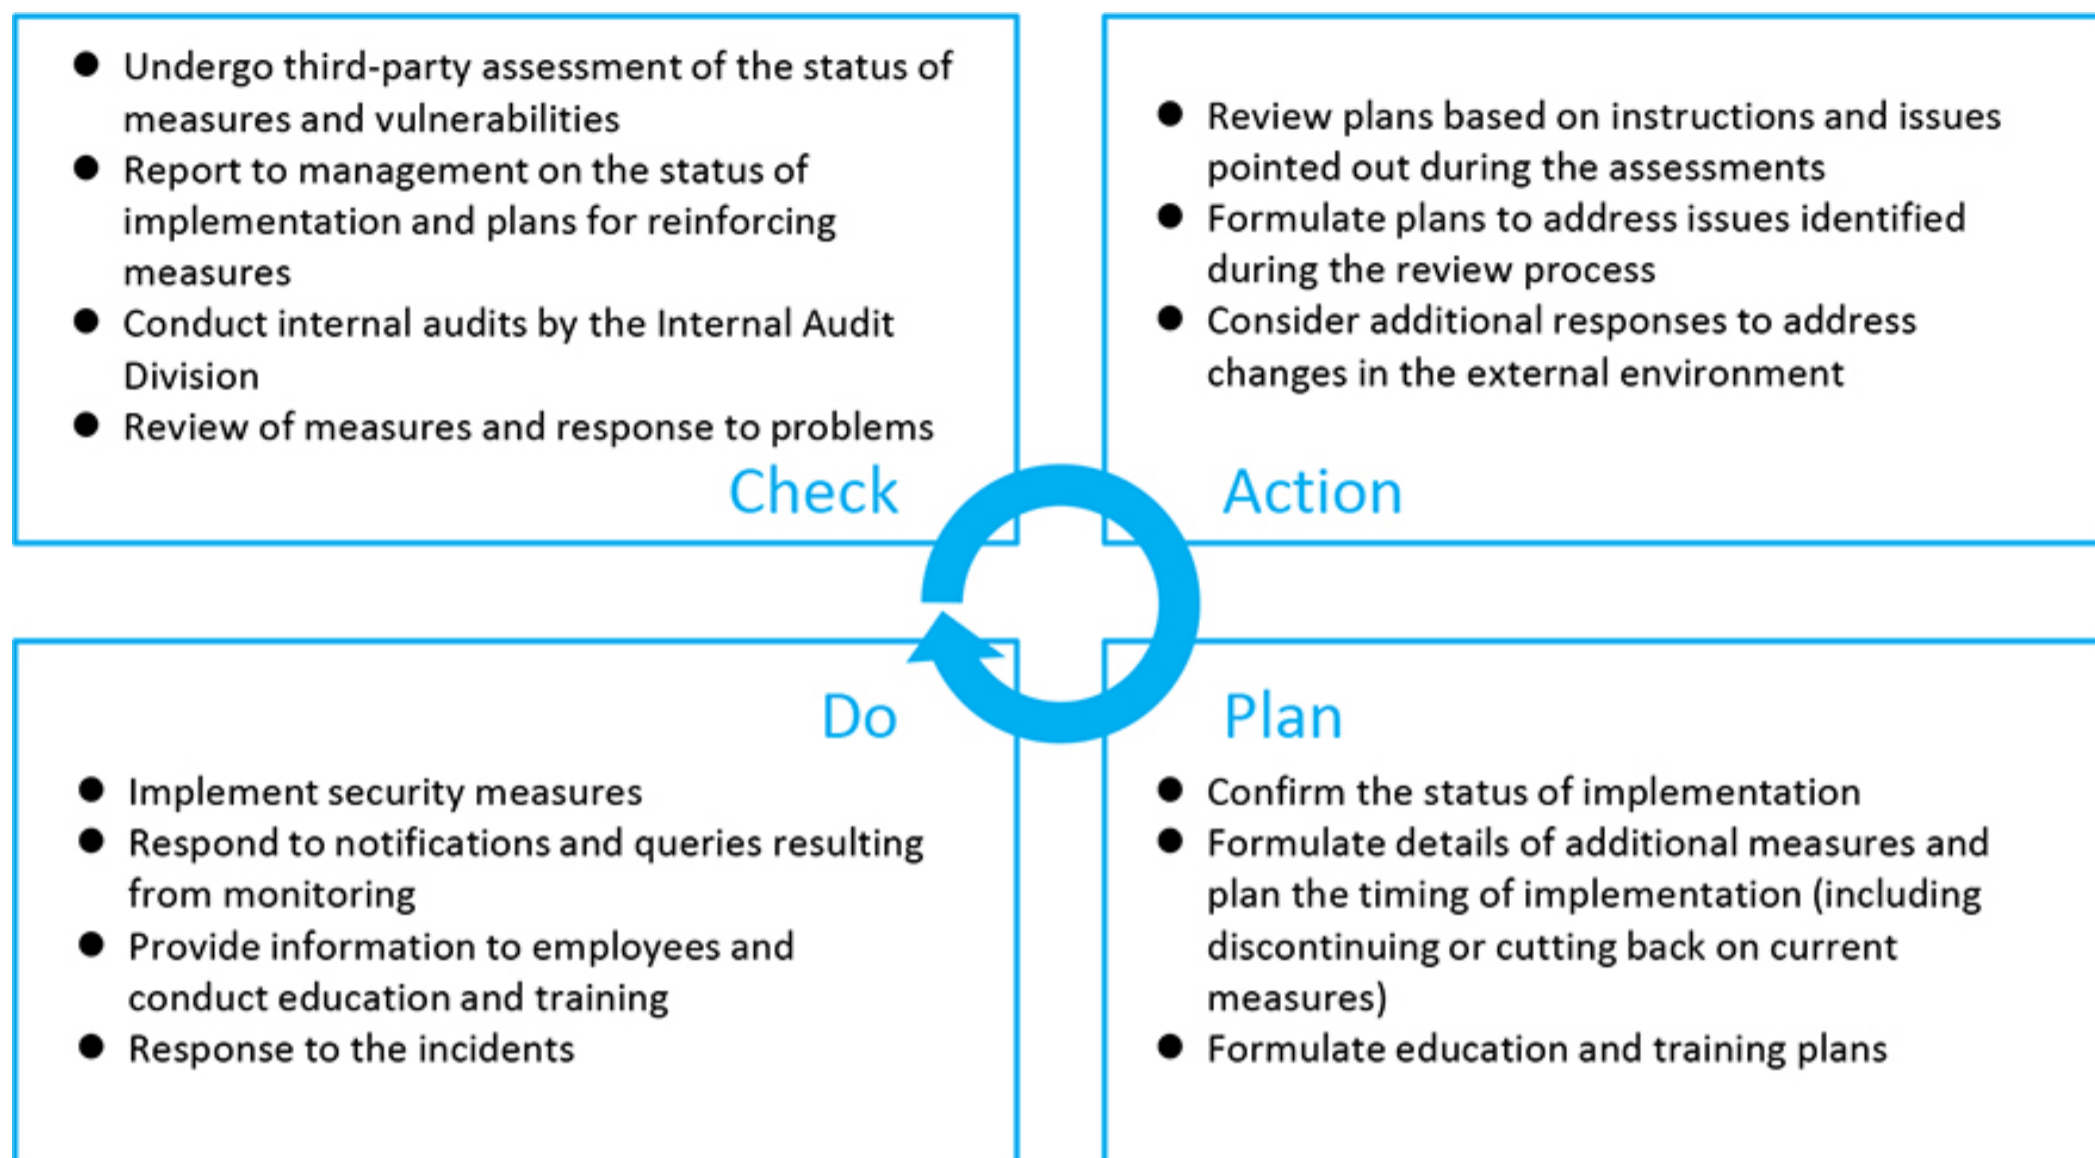 ● Undergo third-party assessment of the status of
measures and vulnerabilities
● Report to management on the status of
implementation and plans for reinforcing
measures
● Conduct internal audits by the Internal Audit
Division
● Review of measures and response to problems
Check
● Review plans based on instructions and issues
pointed out during the assessments
● Formulate plans to address issues identified
during the review process
● Consider additional responses to address
changes in the external environment
Action
Do
● Implement security measures
● Respond to notifications and queries resulting
from monitoring
● Provide information to employees and
conduct education and training
● Response to the incidents
Plan
● Confirm the status of implementation
● Formulate details of additional measures and
plan the timing of implementation (including
discontinuing or cutting back on current
measures)
● Formulate education and training plans